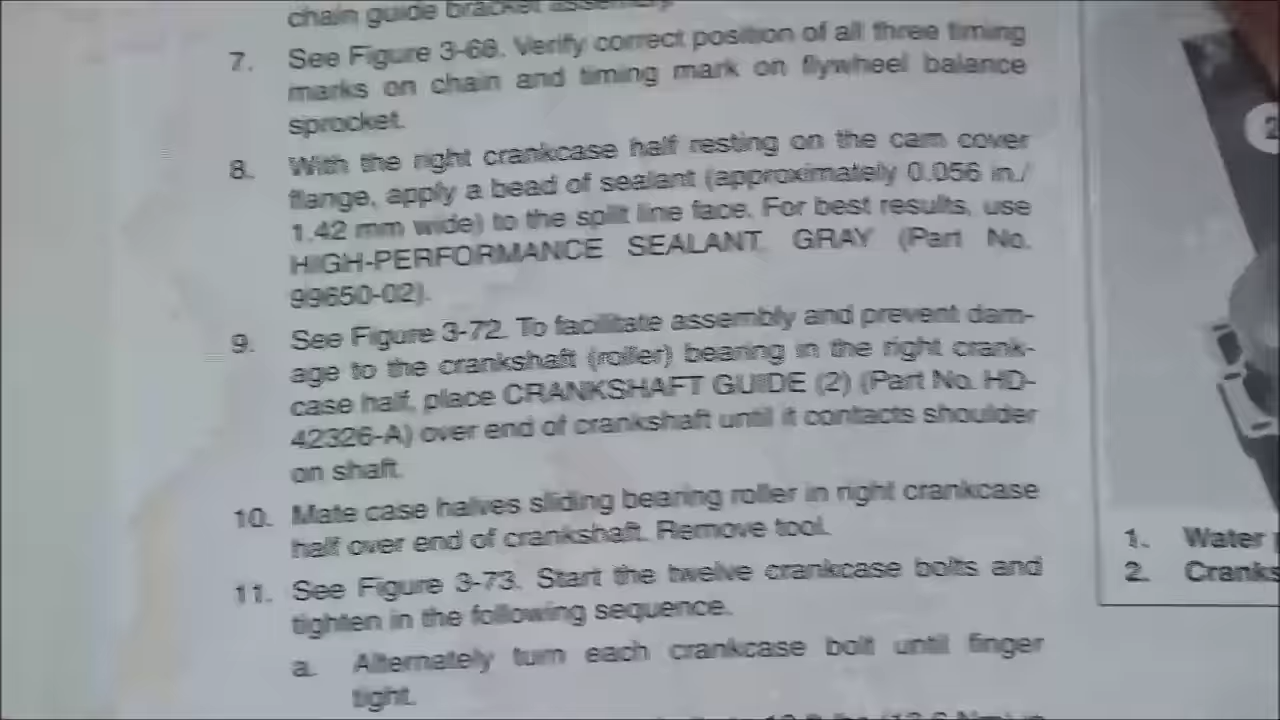 chain guide bracket assembly
7. See Figure 3-68. Verify correct position of all three timing
marks on chain and timing mark on flywheel balance
sprocket.
8. With the right crankcase half resting on the cam cover
flange, apply a bead of sealant (approximately 0.056 in./
1.42 mm wide) to the split line face. For best results, use
HIGH-PERFORMANCE SEALANT GRAY (Part No.
99650-02).
9. See Figure 3-72. To facilitate assembly and prevent dam-
age to the crankshaft (roller) bearing in the right crank-
case half, place CRANKSHAFT GUIDE (2) (Part No. HD-
42326-A) over end of crankshaft until it contacts shoulder
on shaft.
10. Mate case halves sliding bearing roller in right crankcase
half over end of crankshaft. Remove tool.
11. See Figure 3-73. Start the twelve crankcase bolts and
tighten in the following sequence.
a. Alternately turn each crankcase bolt until finger
tight.
2
1. Water
2. Cranks